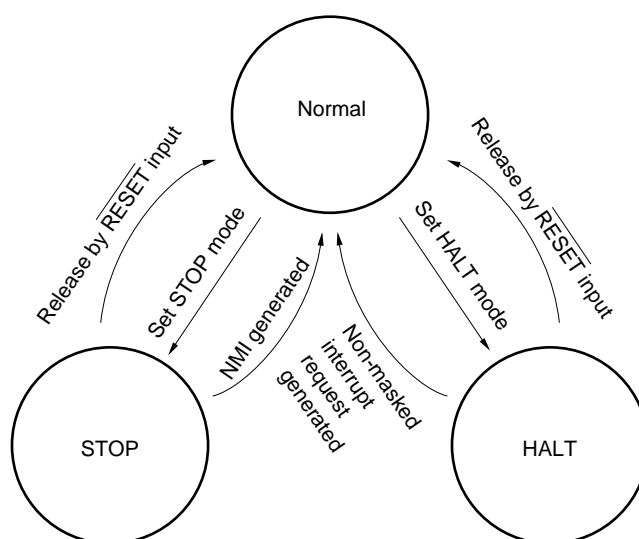 Normal
Release by RESET input
Set STOP mode
NMI generated
Non-masked
interrupt
request
generated
Set HALT mode
Release by RESET input
STOP
HALT